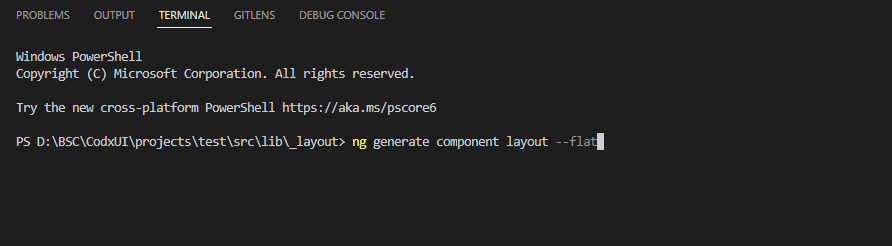 PROBLEMS OUTPUT TERMINAL GITLENS DEBUG CONSOLE
Windows PowerShell
Copyright (C) Microsoft Corporation. All rights reserved.
Try the new cross-platform PowerShell https://aka.ms/pscore6
PS D:\BSC\CodxUI\projects\test\src\lib\_layout> ng generate component layout --flat